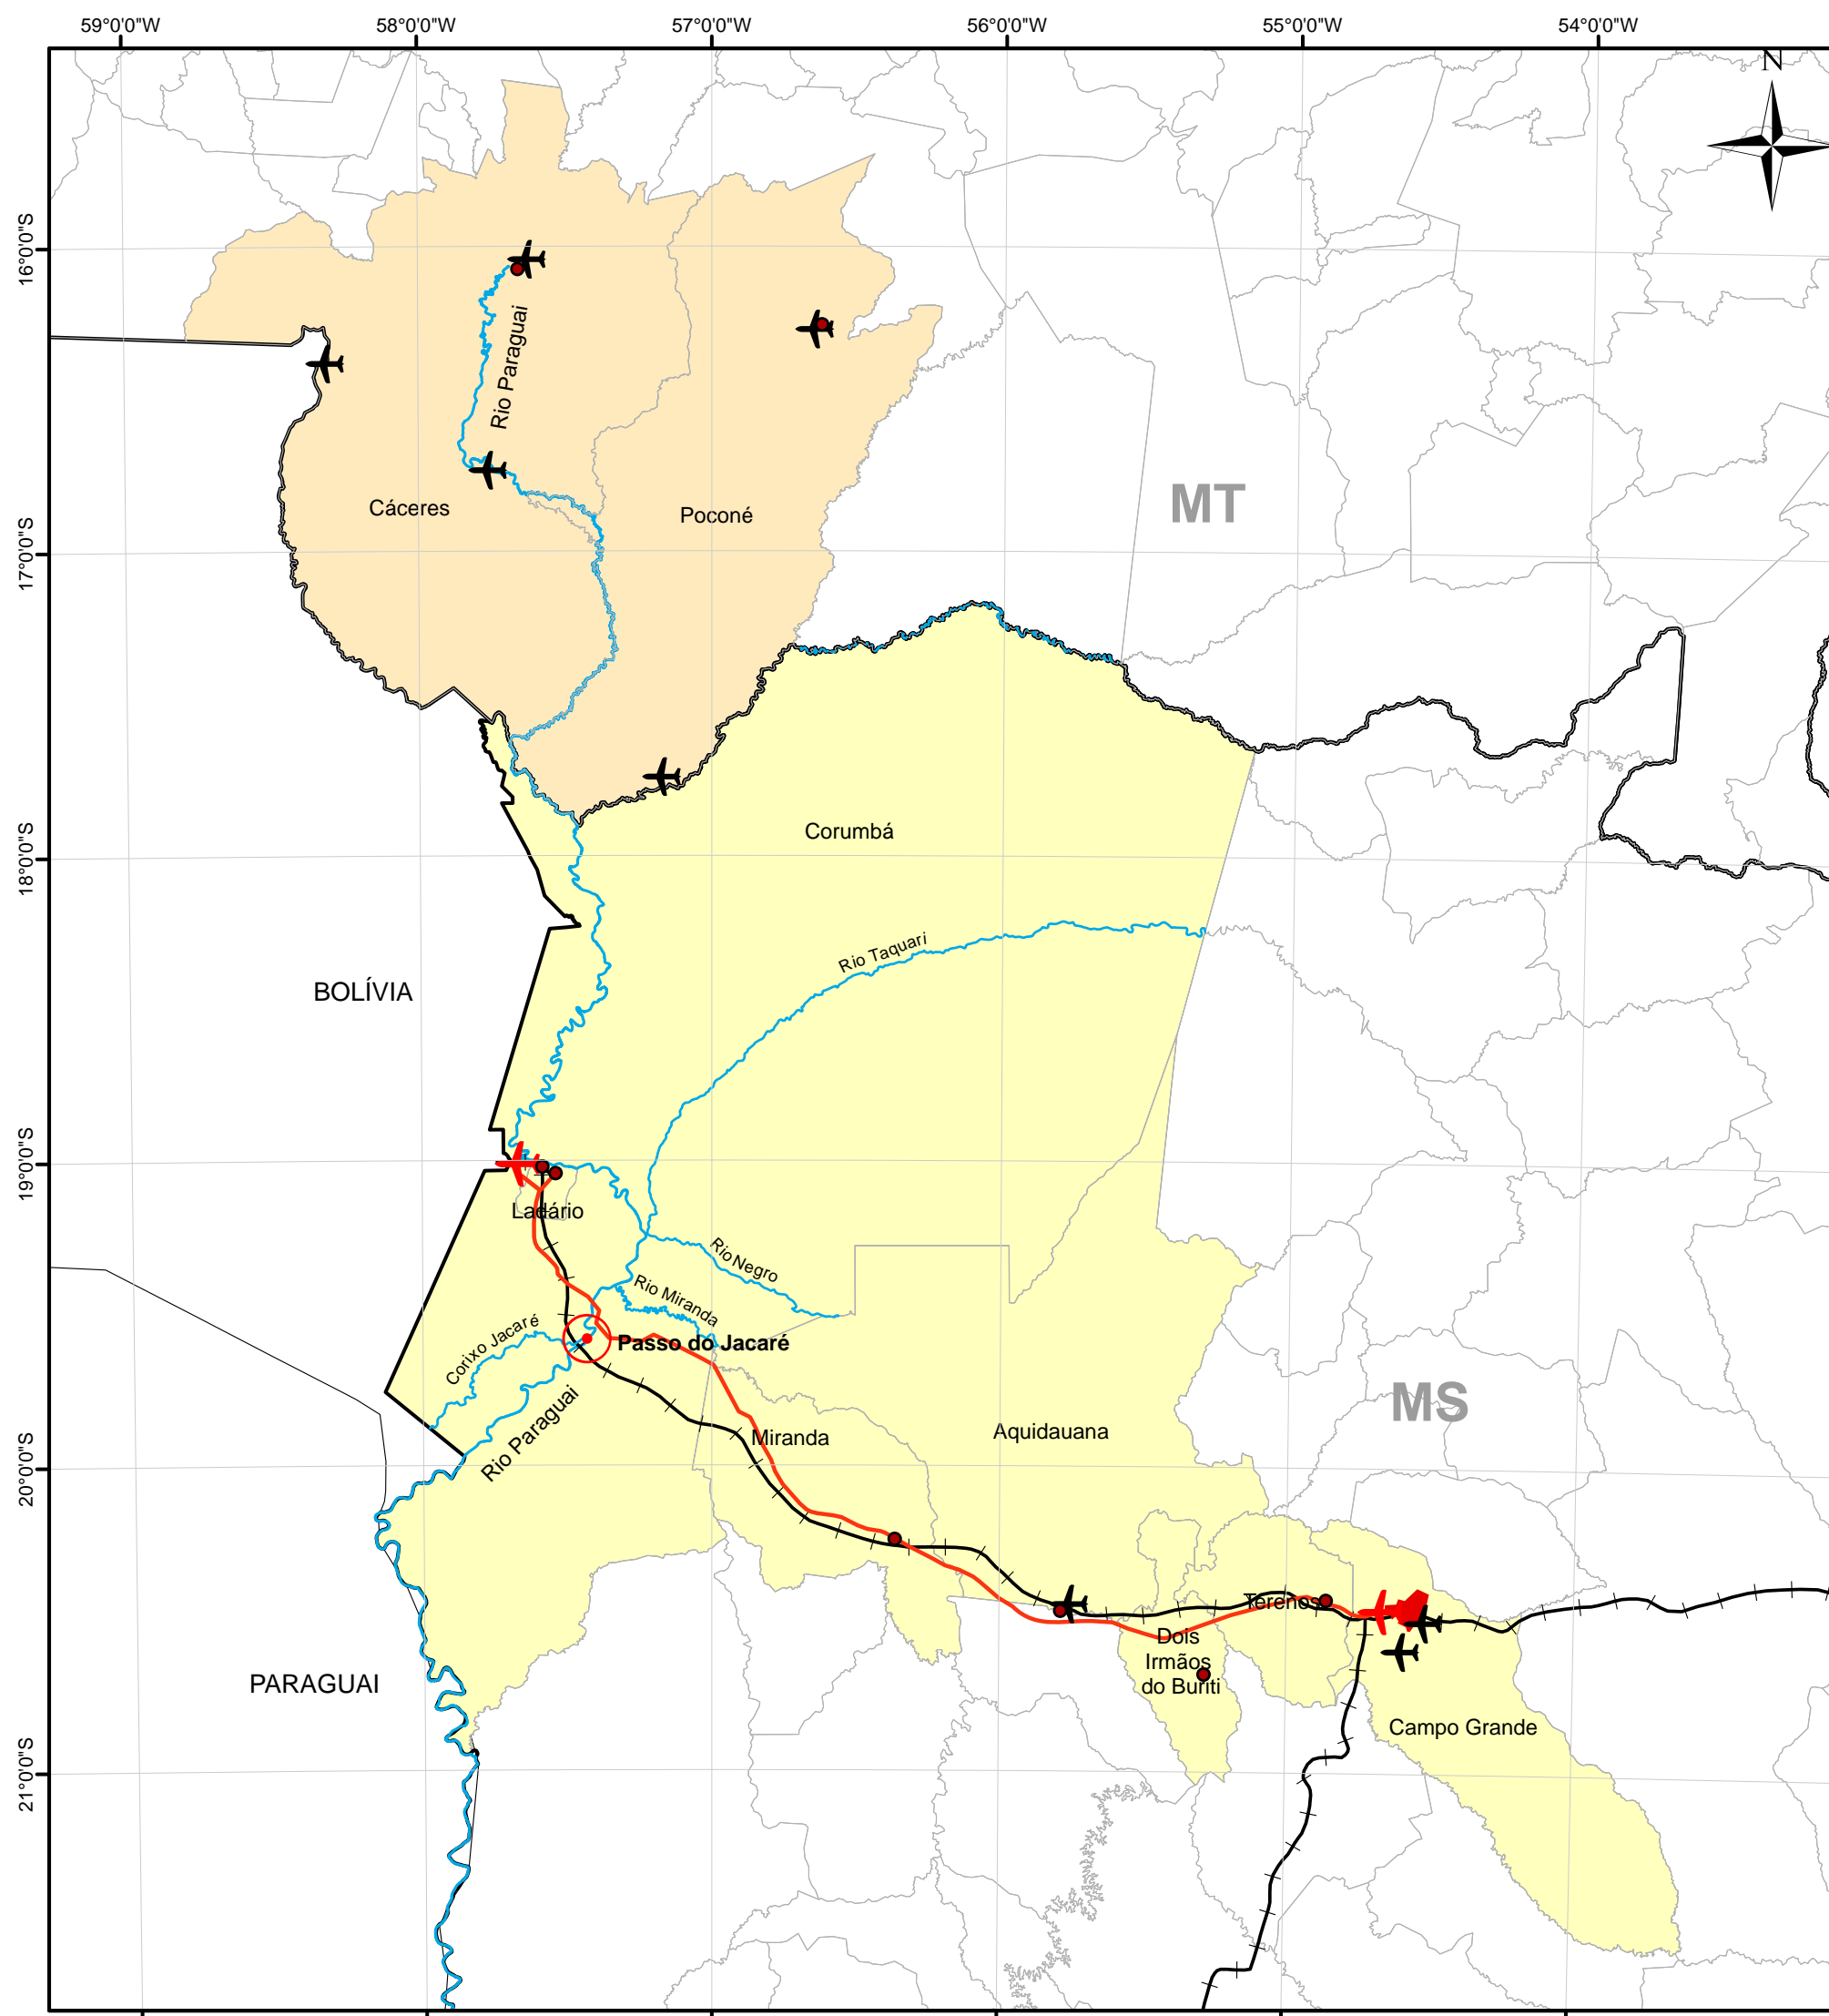 59°0'0"W
58°0'0"W
57°0'0"W
56°0'0"W
55°0'0"W
54°0'0"W
N
16°0'0"S
Rio Paraguai
Cáceres
Poconé
MT
17°0'0"S
Corumbá
18°0'0"S
Rio Taquari
BOLÍVIA
19°0'0"S
Ladário
Rio Negro
Rio Miranda
Corixo Jacaré
Passo do Jacaré
Rio Paraguai
Miranda
Aquidauana
MS
20°0'0"S
Terenos
Dois
Irmãos
do Buriti
PARAGUAI
Campo Grande
21°0'0"S